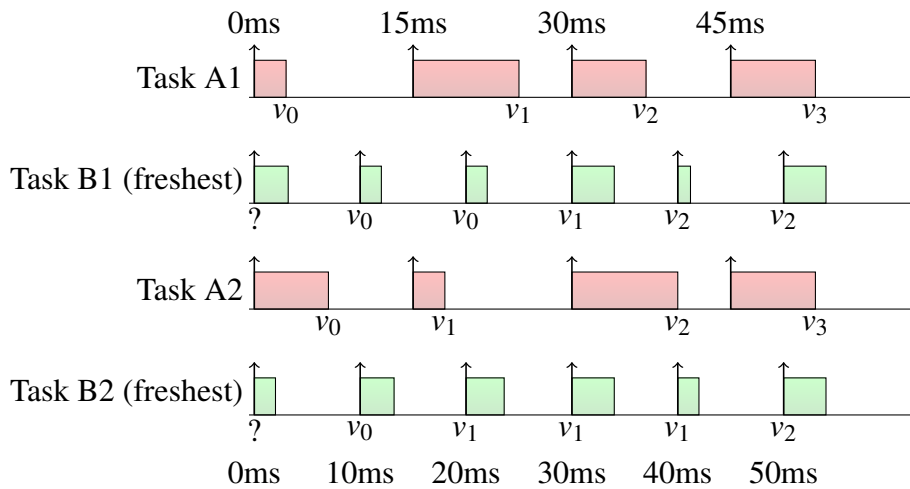 0ms 15ms 30ms 45ms
Task A1
v0 v1 v2 v3
Task B1 (freshest)
? v0 v0 v1 v2 v2
Task A2
v0 v1 v2 v3
Task B2 (freshest)
? v0 v1 v1 v1 v2
0ms 10ms 20ms 30ms 40ms 50ms